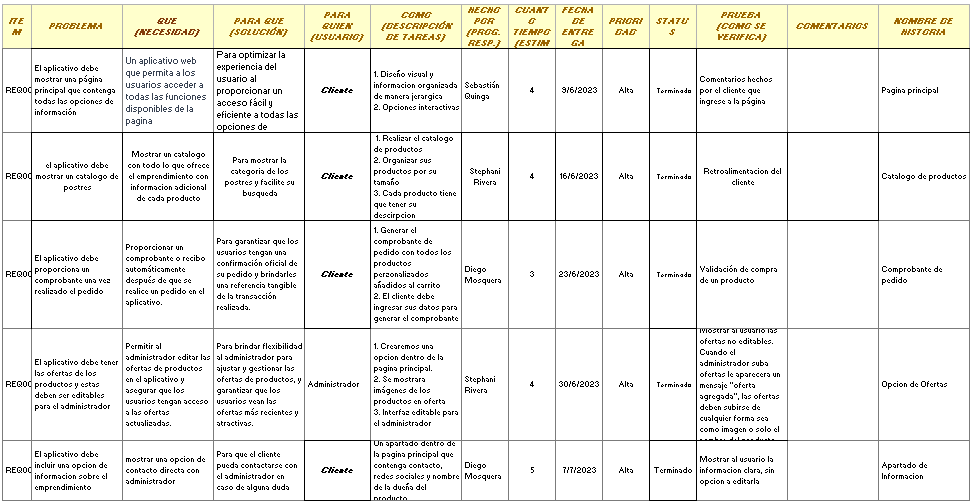 ITE
M
PROBLEMA
QUE
(NECESIDAD)
PARA QUE
(SOLUCIÓN)
PARA
QUIEN
(USUARIO)
COMO
(DESCRIPCIÓN
DE TAREAS)
HECHO
POR
(PROG.
RESP.)
CUANT
O
TIEMPO
(ESTIM
FECHA
DE
ENTRE
GA
PRIORI
DAD
STATU
S
PRUEBA
(COMO SE
VERIFICA)
COMENTARIOS
NOMBRE DE
HISTORIA
REQ00
El aplicativo debe
mostrar una página
principal que contenga
todas las opciones de
información
Un aplicativo web
que permita a los
usuarios acceder a
todas las funciones
disponibles de la
pagina
Para optimizar la
experiencia del
usuario al
proporcionar un
acceso fácil y
eficiente a todas las
opciones de
Cliente
1. Diseño visual y
informacion organizada
de manera jerargica
2. Opciones interactivas
Sebastián
Quinga
4
9/6/2023
Alta
Terminado
Comentarios hechos
por el cliente que
ingrese a la página
Pagina principal
REQ00
el aplicativo debe
mostrar un catalogo de
postres
Mostrar un catalogo
con todo lo que ofrece
el emprendimiento con
informacion adicional
de cada producto
Para mostrar la
categoria de los
postres y facilite su
busqueda
Cliente
1. Realizar el catalogo
de productos
2. Organizar sus
productos por su
tamaño
3. Cada producto tiene
que tener su
descirpcion
Stephani
Rivera
4
16/6/2023
Alta
Terminado
Retroalimentacion del
cliente
Catalogo de productos
REQ00
El aplicativo debe
proporciona un
comprobante una vez
realizado el pedido
Proporcionar un
comprobante o recibo
automáticamente
después de que se
realice un pedido en el
aplicativo.
Para garantizar que los
usuarios tengan una
confirmación oficial de
su pedido y brindarles
una referencia tangible
de la transacción
realizada.
Cliente
1. Generar el
comprobante de
pedido con todos los
productos
perzonalizados
añadidos al carrito
2. El cliente debe
ingresar sus datos para
generar el comprobante
Diego
Mosquera
3
23/6/2023
Alta
Terminado
Validación de compra
de un producto
Comprobante de
pedido
REQ00
El aplicativo debe tener
las ofertas de los
productos y estas
deben ser editables
para el administrador
Permitir al
administrador editar las
ofertas de productos
en el aplicativo y
asegurar que los
usuarios tengan acceso
a las ofertas
actualizadas.
Para brindar flexibilidad
al administrador para
ajustar y gestionar las
ofertas de productos, y
garantizar que los
usuarios vean las
ofertas más recientes y
atractivas.
Administrador
1. Crearemos una
opcion dentro de la
pagina principal.
2. Se mostrara
imágenes de los
productos en oferta
3. Interfaz editable para
el administrador
Stephani
Rivera
4
30/6/2023
Alta
Terminado
Mostrar al usuario las
ofertas no editables.
Cuando el
administrador suba
ofertas le aparecera un
mensaje "oferta
agregada", las ofertas
deben subirse de
cualquier forma sea
como imagen o solo el
nombre del producto
Opcion de Ofertas
REQ00
El aplicativo debe
incluir una opcion de
informacion sobre el
emprendimiento
mostrar una opcion de
contacto directa con
administrador
Para que el cliente
pueda contactarse con
el administrador en
caso de alguna duda
Cliente
Un apartado dentro de
la pagina principal que
contenga contacto,
redes sociales y nombre
de la dueña del
producto
Diego
Mosquera
5
7/7/2023
Alta
Terminado
Mostrar al usuario la
informacion clara, sin
opcion a editarla
Apartado de
Informacion